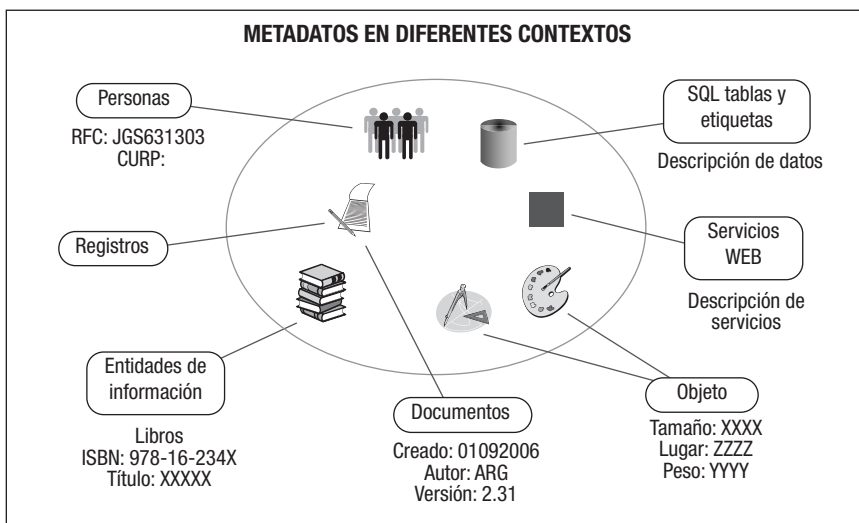 METADATOS EN DIFERENTES CONTEXTOS
Personas
RFC: JGS631303
CURP:
SQL tablas y
etiquetas
Descripción de datos
Registros
Servicios
WEB
Descripción de
servicios
Entidades de
información
Libros
ISBN: 978-16-234X
Título: XXXXX
Documentos
Creado: 01092006
Autor: ARG
Versión: 2.31
Objeto
Tamaño: XXXX
Lugar: ZZZZ
Peso: YYYY